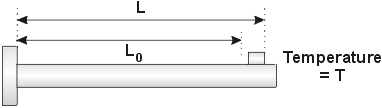 L
L₀
Temperature
= T